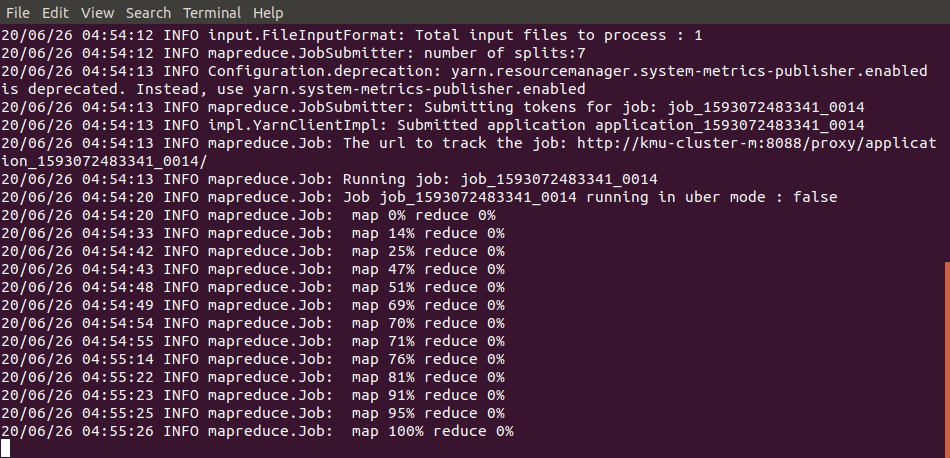 File Edit View Search Terminal Help
20/06/26 04:54:12 INFO input.FileInputFormat: Total input files to process : 1
20/06/26 04:54:12 INFO mapreduce.JobSubmitter: number of splits:7
20/06/26 04:54:13 INFO Configuration.deprecation: yarn.resourcemanager.system-metrics-publisher.enabled
is deprecated. Instead, use yarn.system-metrics-publisher.enabled
20/06/26 04:54:13 INFO mapreduce.JobSubmitter: Submitting tokens for job: job_1593072483341_0014
20/06/26 04:54:13 INFO impl.YarnClientImpl: Submitted application application_1593072483341_0014
20/06/26 04:54:13 INFO mapreduce.Job: The url to track the job: http://kmu-cluster-m:8088/proxy/applicat
ion_1593072483341_0014/
20/06/26 04:54:13 INFO mapreduce.Job: Running job: job_1593072483341_0014
20/06/26 04:54:20 INFO mapreduce.Job: Job job_1593072483341_0014 running in uber mode : false
20/06/26 04:54:20 INFO mapreduce.Job:  map 0% reduce 0%
20/06/26 04:54:33 INFO mapreduce.Job:  map 14% reduce 0%
20/06/26 04:54:42 INFO mapreduce.Job:  map 25% reduce 0%
20/06/26 04:54:43 INFO mapreduce.Job:  map 47% reduce 0%
20/06/26 04:54:48 INFO mapreduce.Job:  map 51% reduce 0%
20/06/26 04:54:49 INFO mapreduce.Job:  map 69% reduce 0%
20/06/26 04:54:54 INFO mapreduce.Job:  map 70% reduce 0%
20/06/26 04:54:55 INFO mapreduce.Job:  map 71% reduce 0%
20/06/26 04:55:14 INFO mapreduce.Job:  map 76% reduce 0%
20/06/26 04:55:22 INFO mapreduce.Job:  map 81% reduce 0%
20/06/26 04:55:23 INFO mapreduce.Job:  map 91% reduce 0%
20/06/26 04:55:25 INFO mapreduce.Job:  map 95% reduce 0%
20/06/26 04:55:26 INFO mapreduce.Job:  map 100% reduce 0%